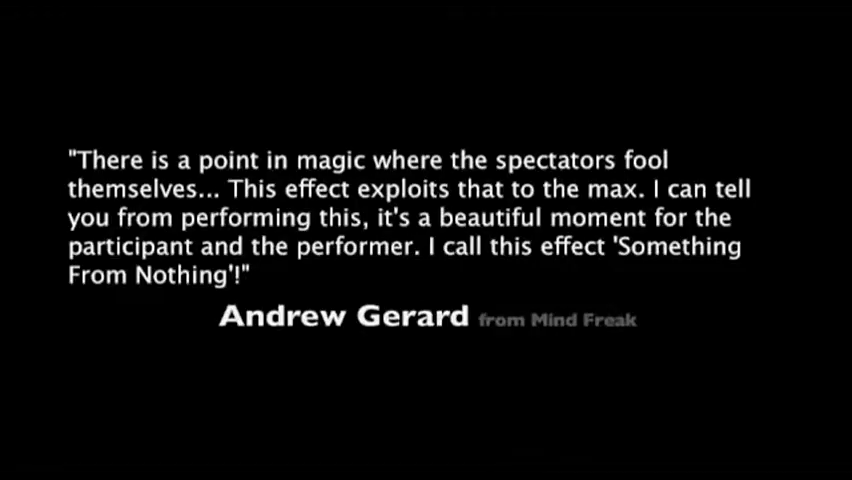 "There is a point in magic where the spectators fool
themselves... This effect exploits that to the max. I can tell
you from performing this, it's a beautiful moment for the
participant and the performer. I call this effect 'Something
From Nothing'!"
Andrew Gerard from Mind Freak